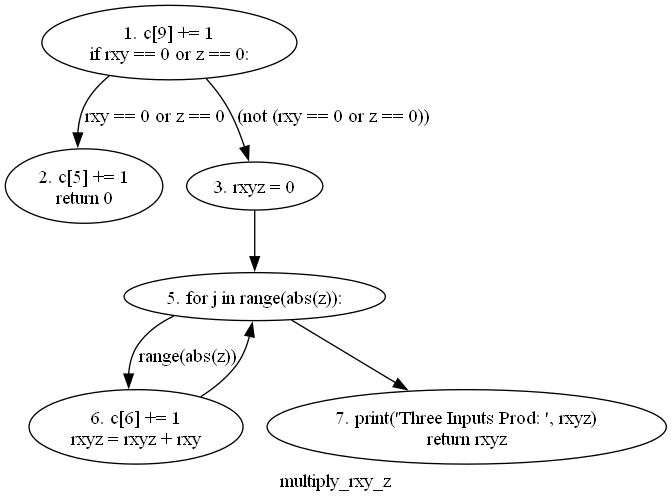 1. c[9] += 1
if rxy == 0 or z == 0:
rxy == 0 or z == 0
(not (rxy == 0 or z == 0))
2. c[5] += 1
return 0
3. rxyz = 0
5. for j in range(abs(z)):
range(abs(z))
6. c[6] += 1
rxyz = rxyz + rxy
7. print('Three Inputs Prod: ', rxyz)
return rxyz
multiply_rxy_z